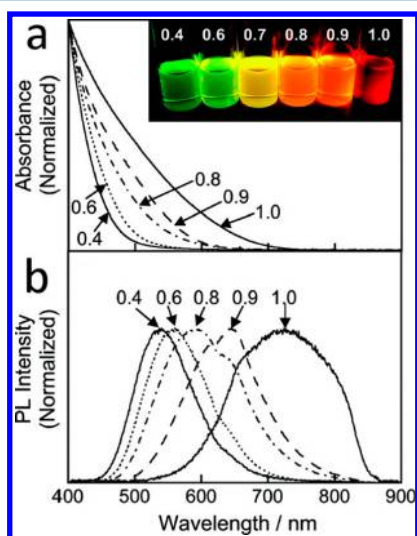 a
0.4 0.6 0.7 0.8 0.9 1.0
Absorbance
(Normalized)
0.8
0.6
0.9
0.4
1.0
b
0.4 0.6 0.8 0.9 1.0
PL Intensity
(Normalized)
400 500 600 700 800 900
Wavelength / nm